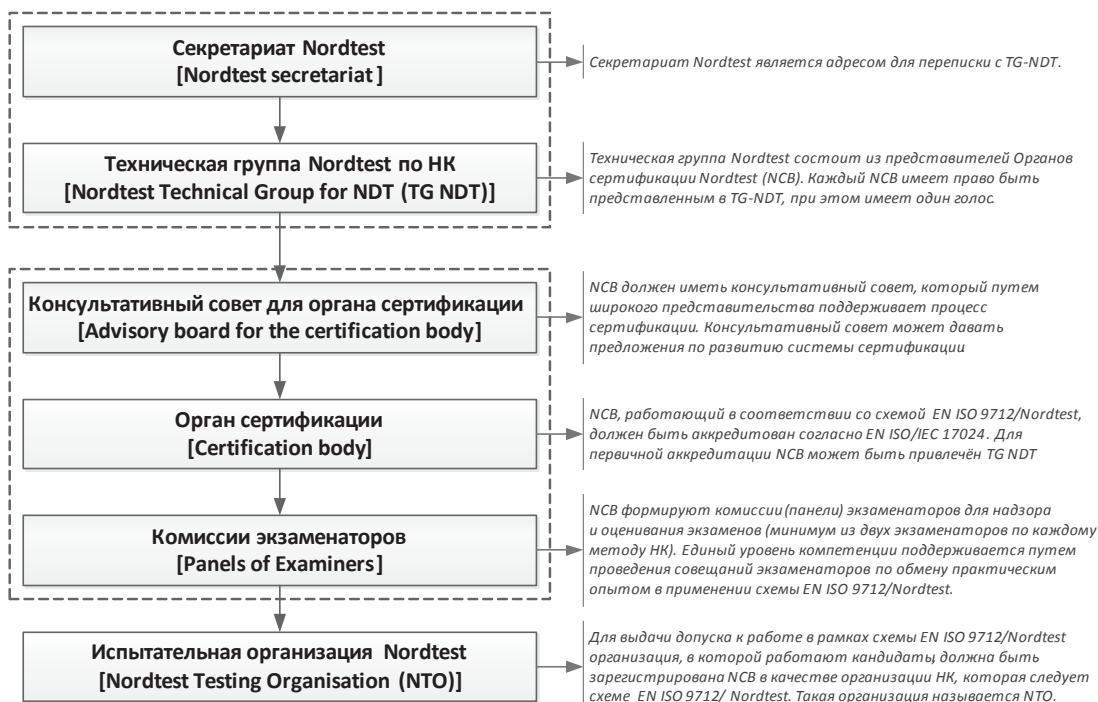 Секретариат Nordtest
[Nordtest secretariat]
Секретариат Nordtest является адресом для переписки с TG-NDT.
Техническая группа Nordtest по НК
[Nordtest Technical Group for NDT (TG NDT)]
Техническая группа Nordtest состоит из представителей Органов
сертификации Nordtest (NCB). Каждый NCB имеет право быть
представленным в TG-NDT, при этом имеет один голос.
Консультативный совет для органа сертификации
[Advisory board for the certification body]
NCB должен иметь консультативный совет, который путем
широкого представительства поддерживает процесс
сертификации. Консультативный совет может давать
предложения по развитию системы сертификации
Орган сертификации
[Certification body]
NCB, работающий в соответствии со схемой EN ISO 9712/Nordtest,
должен быть аккредитован согласно EN ISO/IEC 17024. Для
первичной аккредитации NCB может быть привлечён TG NDT
Комиссии экзаменаторов
[Panels of Examiners]
NCB формируют комиссии (панели) экзаменаторов для надзора
и оценивания экзаменов (минимум из двух экзаменаторов по каждому
методу НК). Единый уровень компетенции поддерживается путем
проведения совещаний экзаменаторов по обмену практическим
опытом в применении схемы EN ISO 9712/Nordtest.
Испытательная организация Nordtest
[Nordtest Testing Organisation (NTO)]
Для выдачи допуска к работе в рамках схемы EN ISO 9712/Nordtest
организация, в которой работают кандидаты, должна быть
зарегистрирована NCB в качестве организации НК, которая следует
схеме EN ISO 9712/ Nordtest. Такая организация называется NTO.